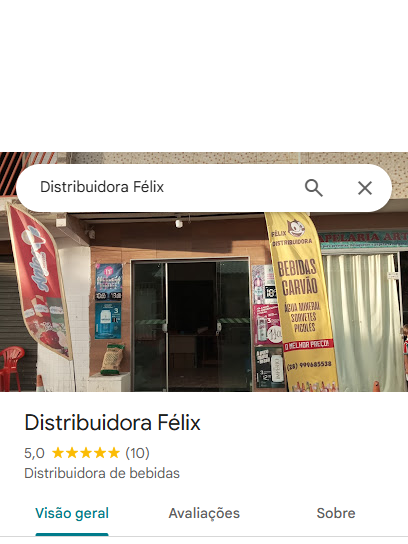 Distribuidora Félix
FÉLIX
DISTRIBUIDORA
BEBIDAS
CARVÃO
ÁGUA MINERAL
SORVETES
PICOLÉS
O MELHOR PREÇO!
(28) 999685538
Distribuidora Félix
5,0 ★★★★★ (10)
Distribuidora de bebidas
Visão geral
Avaliações
Sobre